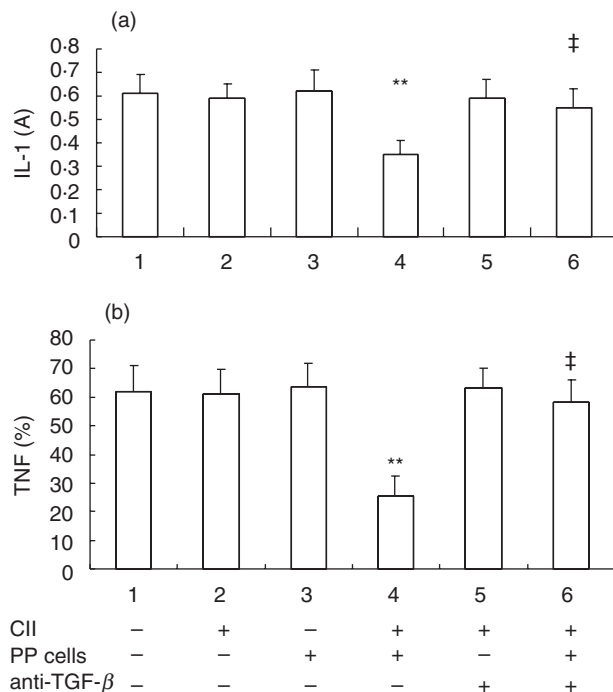 (a)
IL-1 (A)
0·8
0·7
0·6
0·5
0·4
0·3
0·2
0·1
0
**
‡
1 2 3 4 5 6
(b)
TNF (%)
80
70
60
50
40
30
20
10
0
**
‡
1 2 3 4 5 6
CII – + – + + +
PP cells – – + + – +
anti-TGF-β – – – – + +